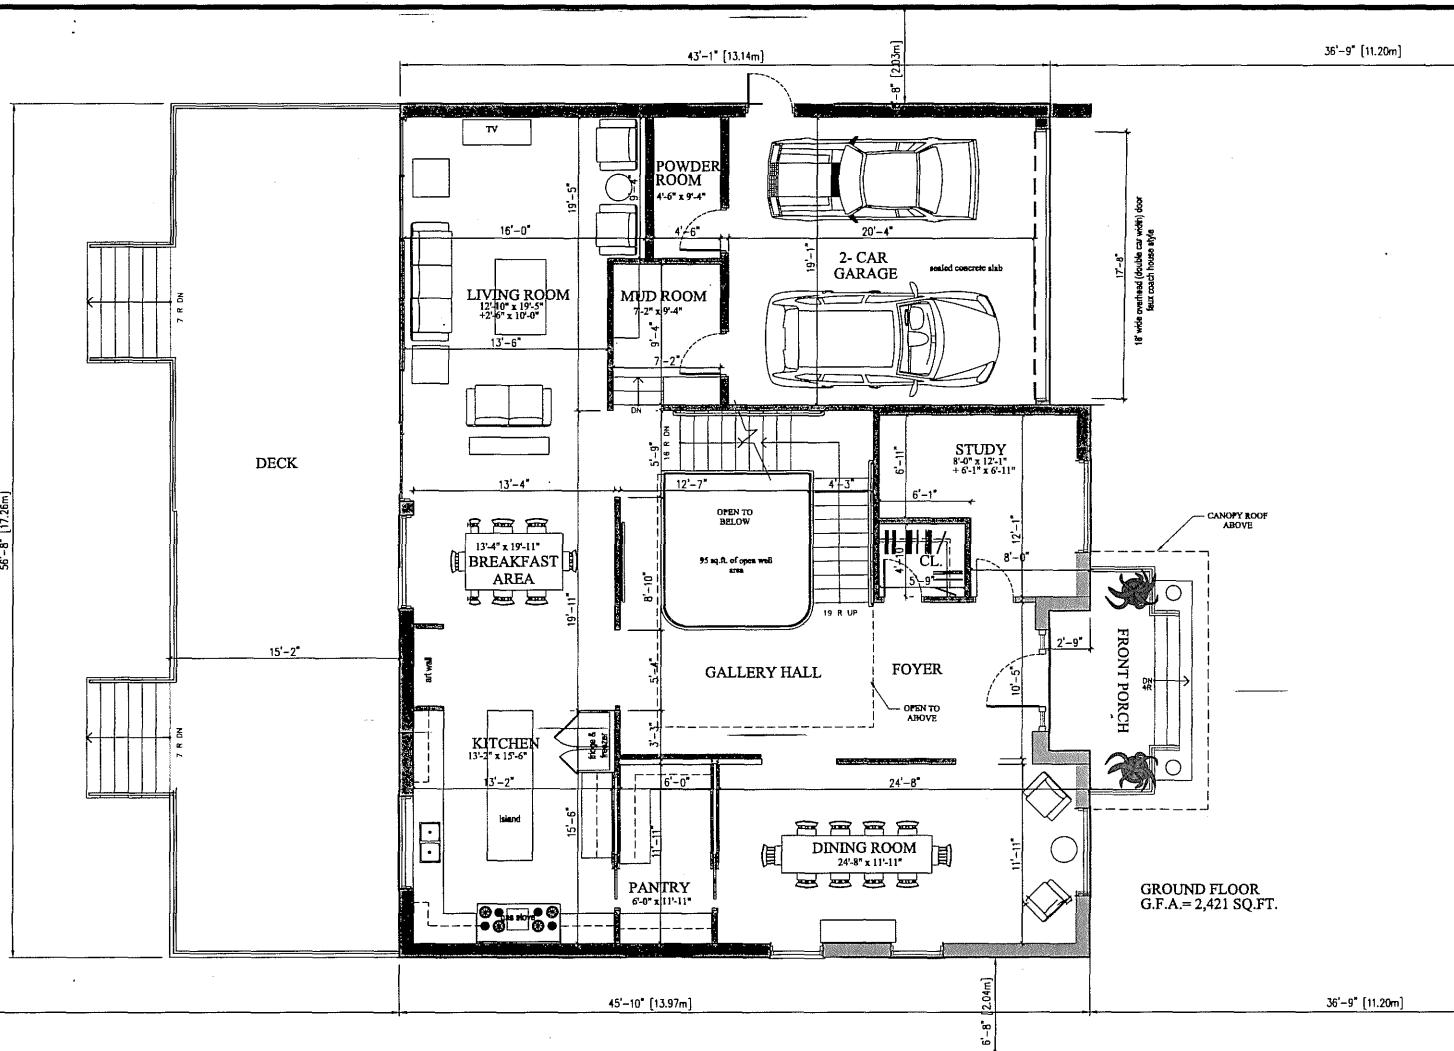 43'-1" [13.14m]
36'-9" [11.20m]
-8" [2.03m]
TV
POWDER
ROOM
4'-6" x 9'-4"
9'-4"
19'-5"
16'-0"
4'-6"
20'-4"
19'-1"
2- CAR
GARAGE
sealed concrete slab
17'-8"
18' wide overhead (double car width) door
faux coach house style
7 R DN
LIVING ROOM
12'-10" x 19'-5"
+2'-6" x 10'-0"
MUD ROOM
7'-2" x 9'-4"
9'-4"
13'-6"
7'-2"
DN
16 R DN
5'-9"
DECK
STUDY
8'-0" x 12'-1"
+ 6'-1" x 6'-11"
6'-11"
6'-1"
13'-4"
12'-7"
4'-3"
OPEN TO
BELOW
95 sq.ft. of open well
area
CANOPY ROOF
ABOVE
12'-1"
8'-0"
CL.
4'-10"
5'-9"
56'-8" [17.26m]
13'-4" x 19'-11"
BREAKFAST
AREA
19'-11"
8'-10"
19 R UP
15'-2"
art wall
5'-4"
GALLERY HALL
FOYER
OPEN TO
ABOVE
10'-5"
2'-9"
FRONT PORCH
DN
4R
7 R DN
KITCHEN
13'-2" x 15'-6"
fridge &
freezer
3'-3"
13'-2"
6'-0"
24'-8"
island
15'-6"
11'-11"
DINING ROOM
24'-8" x 11'-11"
11'-11"
PANTRY
6'-0" x 11'-11"
gas stove
GROUND FLOOR
G.F.A.= 2,421 SQ.FT.
45'-10" [13.97m]
6'-8" [2.04m]
36'-9" [11.20m]